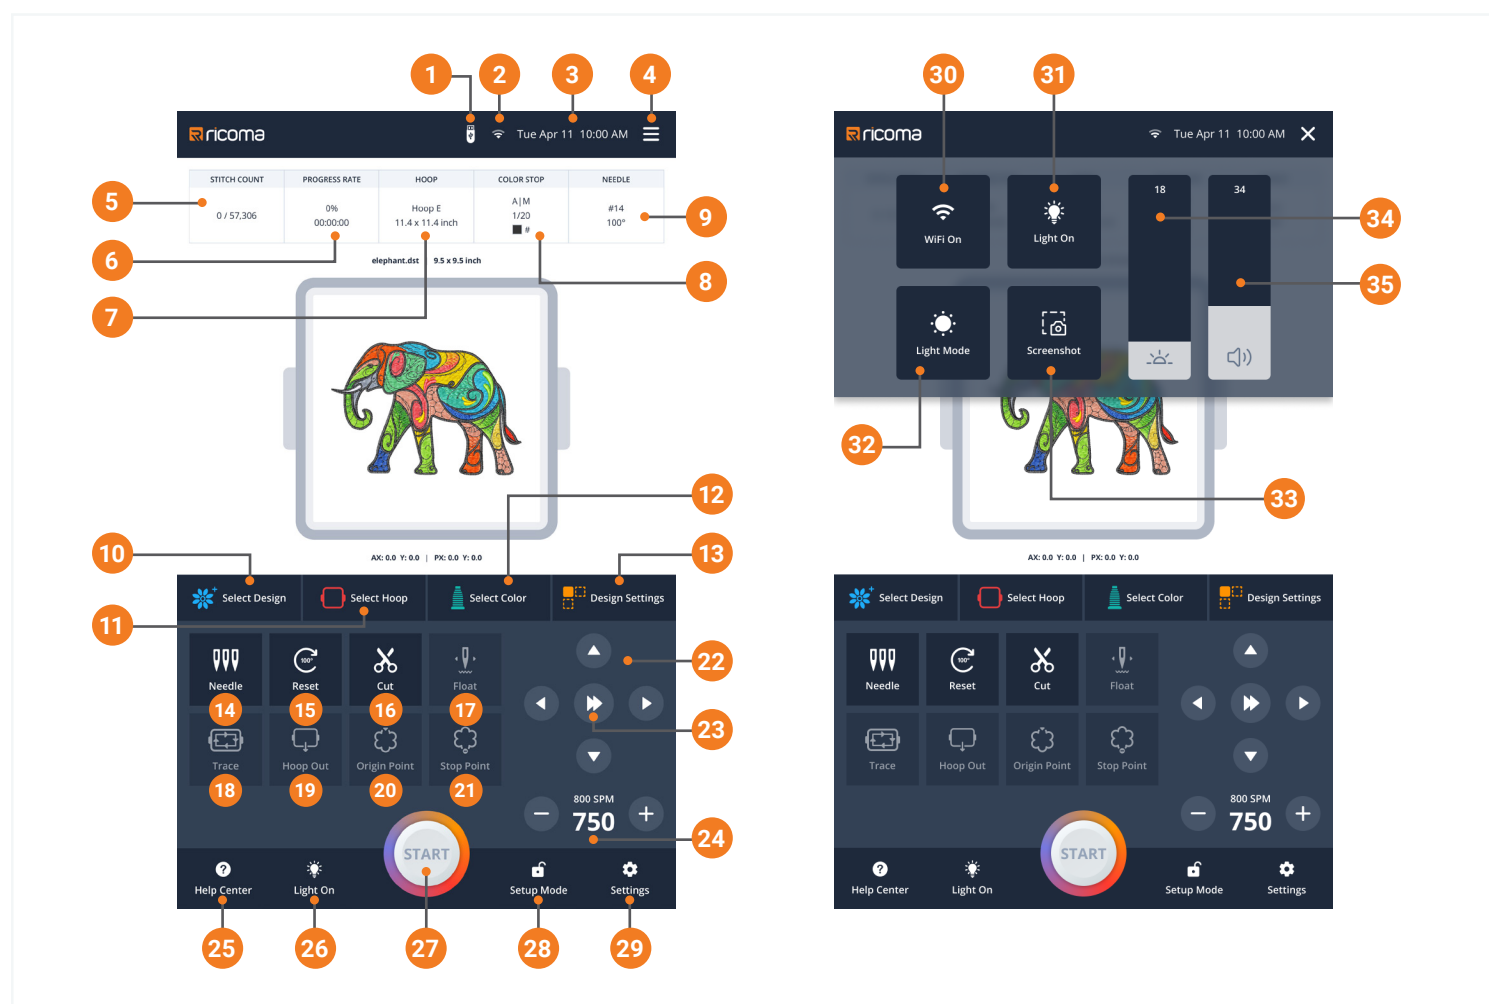 1 2 3 4
ricoma Tue Apr 11 10:00 AM
STITCH COUNT PROGRESS RATE HOOP COLOR STOP NEEDLE
0 / 57,306
0%
00:00:00
Hoop E
11.4 x 11.4 inch
A|M
1/20
#
#14
100°
5
6
7
8
9
elephant.dst 9.5 x 9.5 inch
AX: 0.0 Y: 0.0 | PX: 0.0 Y: 0.0
10
11
12
13
Select Design Select Hoop Select Color Design Settings
100°
Needle Reset Cut Float
14 15 16 17
Trace Hoop Out Origin Point Stop Point
18 19 20 21
22
23
800 SPM
750
24
START
Help Center Light On Setup Mode Settings
25 26 27 28 29
30 31
ricoma Tue Apr 11 10:00 AM
WiFi On Light On
18 34
34
35
Light Mode Screenshot
32
33
AX: 0.0 Y: 0.0 | PX: 0.0 Y: 0.0
Select Design Select Hoop Select Color Design Settings
100°
Needle Reset Cut Float
Trace Hoop Out Origin Point Stop Point
800 SPM
750
START
Help Center Light On Setup Mode Settings